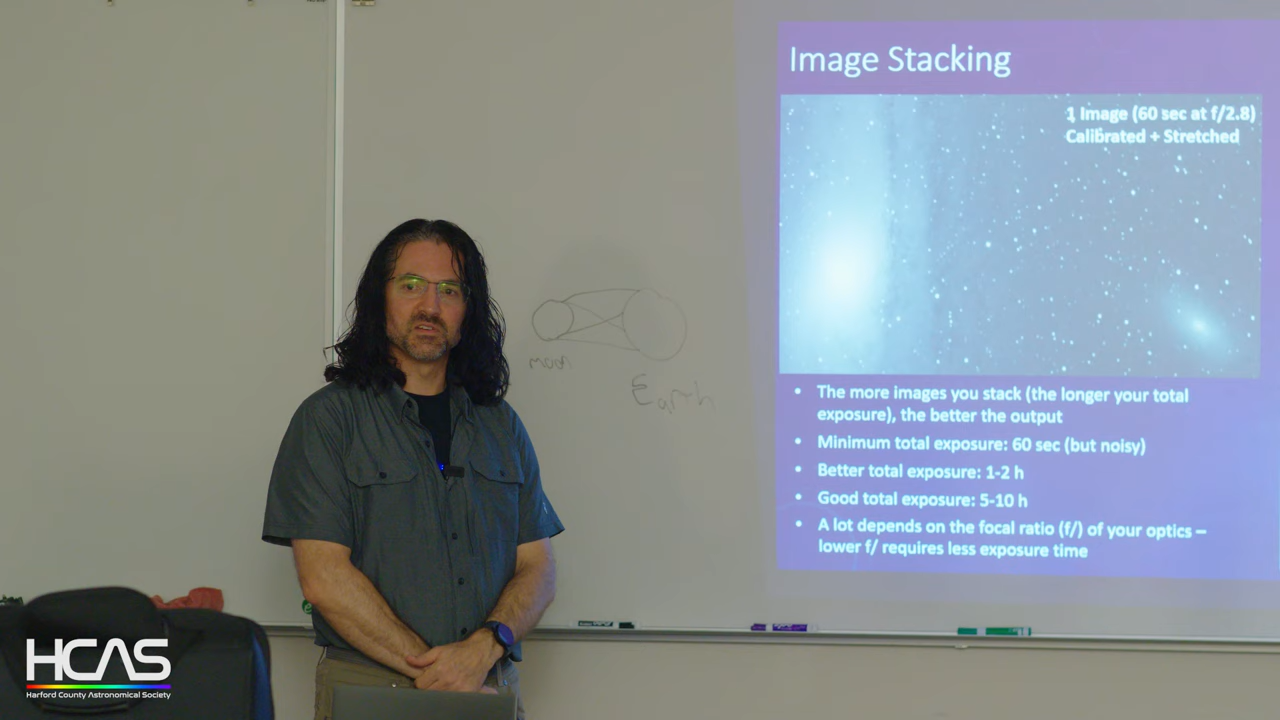 Image Stacking
1 Image (60 sec at f/2.8)
Calibrated + Stretched
• The more images you stack (the longer your total
exposure), the better the output
• Minimum total exposure: 60 sec (but noisy)
• Better total exposure: 1-2 h
• Good total exposure: 5-10 h
• A lot depends on the focal ratio (f/) of your optics –
lower f/ requires less exposure time
moon
Earth
HCAS
Harford County Astronomical Society